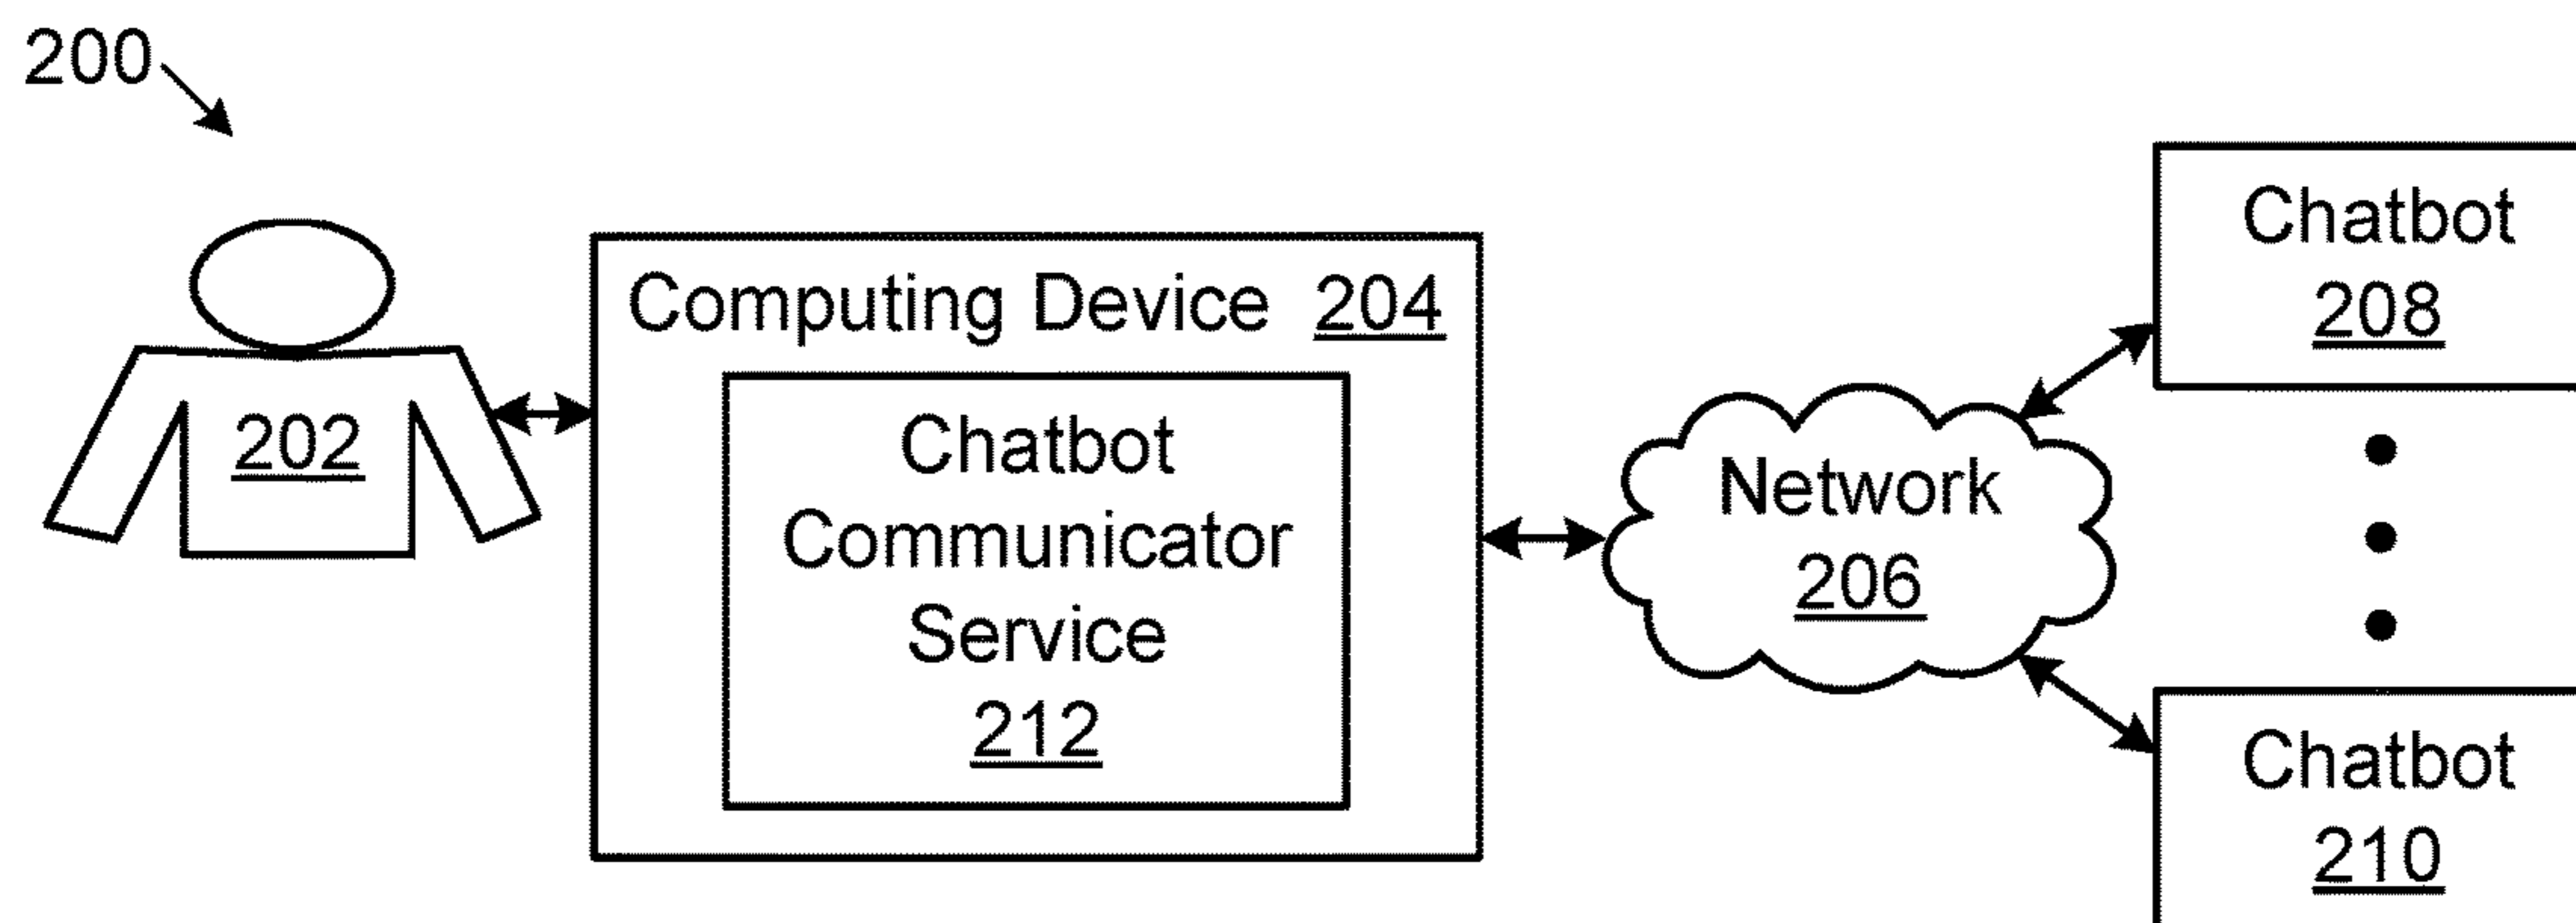 200
202
Computing Device 204
Chatbot
Communicator
Service
212
Network
206
Chatbot
208
Chatbot
210